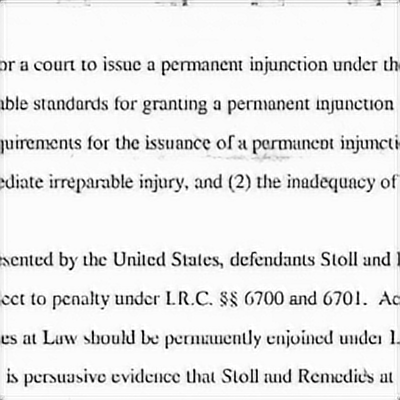 or a court to issue a permanent injunction under th
able standards for granting a permanent injunction
quirements for the issuance of a permanent injuncti
ediate irreparable injury, and (2) the inadequacy of
esented by the United States, defendants Stoll and
ect to penalty under I.R.C. §§ 6700 and 6701. Ac
es at Law should be permanently enjoined under I.
is persuasive evidence that Stoll and Remedies at